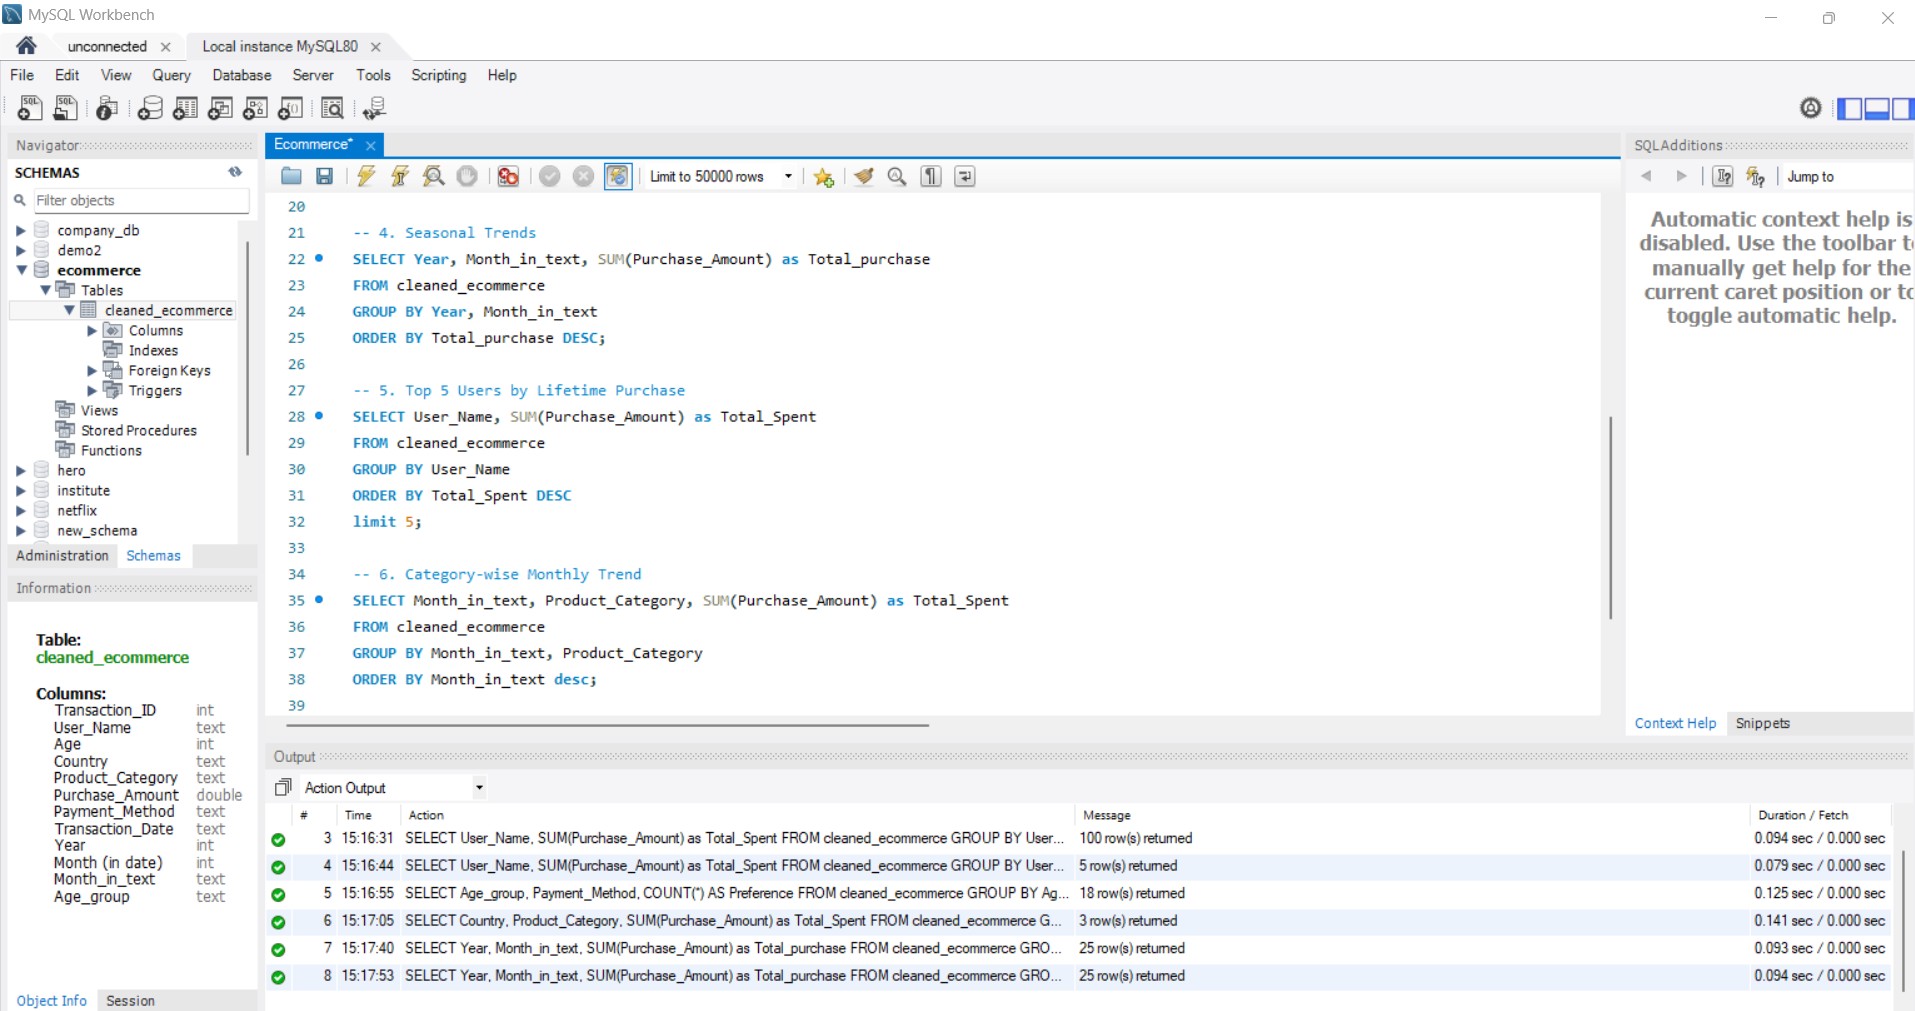 MySQL Workbench
unconnected
Local instance MySQL80
File Edit View Query Database Server Tools Scripting Help
Navigator
SCHEMAS
Filter objects
company_db
demo2
ecommerce
Tables
cleaned_ecommerce
Columns
Indexes
Foreign Keys
Triggers
Views
Stored Procedures
Functions
hero
institute
netflix
new_schema
Administration Schemas
Information
Table:
cleaned_ecommerce
Columns:
Transaction_ID int
User_Name text
Age int
Country text
Product_Category text
Purchase_Amount double
Payment_Method text
Transaction_Date text
Year int
Month (in date) int
Month_in_text text
Age_group text
Object Info Session
Ecommerce*
Limit to 50000 rows
20
21 -- 4. Seasonal Trends
22 SELECT Year, Month_in_text, SUM(Purchase_Amount) as Total_purchase
23 FROM cleaned_ecommerce
24 GROUP BY Year, Month_in_text
25 ORDER BY Total_purchase DESC;
26
27 -- 5. Top 5 Users by Lifetime Purchase
28 SELECT User_Name, SUM(Purchase_Amount) as Total_Spent
29 FROM cleaned_ecommerce
30 GROUP BY User_Name
31 ORDER BY Total_Spent DESC
32 limit 5;
33
34 -- 6. Category-wise Monthly Trend
35 SELECT Month_in_text, Product_Category, SUM(Purchase_Amount) as Total_Spent
36 FROM cleaned_ecommerce
37 GROUP BY Month_in_text, Product_Category
38 ORDER BY Month_in_text desc;
39
SQLAdditions
Jump to
Automatic context help is
disabled. Use the toolbar t
manually get help for the
current caret position or to
toggle automatic help.
Context Help Snippets
Output
Action Output
# Time Action Message Duration / Fetch
3 15:16:31 SELECT User_Name, SUM(Purchase_Amount) as Total_Spent FROM cleaned_ecommerce GROUP BY User... 100 row(s) returned 0.094 sec / 0.000 sec
4 15:16:44 SELECT User_Name, SUM(Purchase_Amount) as Total_Spent FROM cleaned_ecommerce GROUP BY User... 5 row(s) returned 0.079 sec / 0.000 sec
5 15:16:55 SELECT Age_group, Payment_Method, COUNT(*) AS Preference FROM cleaned_ecommerce GROUP BY Ag... 18 row(s) returned 0.125 sec / 0.000 sec
6 15:17:05 SELECT Country, Product_Category, SUM(Purchase_Amount) as Total_Spent FROM cleaned_ecommerce G... 3 row(s) returned 0.141 sec / 0.000 sec
7 15:17:40 SELECT Year, Month_in_text, SUM(Purchase_Amount) as Total_purchase FROM cleaned_ecommerce GRO... 25 row(s) returned 0.093 sec / 0.000 sec
8 15:17:53 SELECT Year, Month_in_text, SUM(Purchase_Amount) as Total_purchase FROM cleaned_ecommerce GRO... 25 row(s) returned 0.094 sec / 0.000 sec